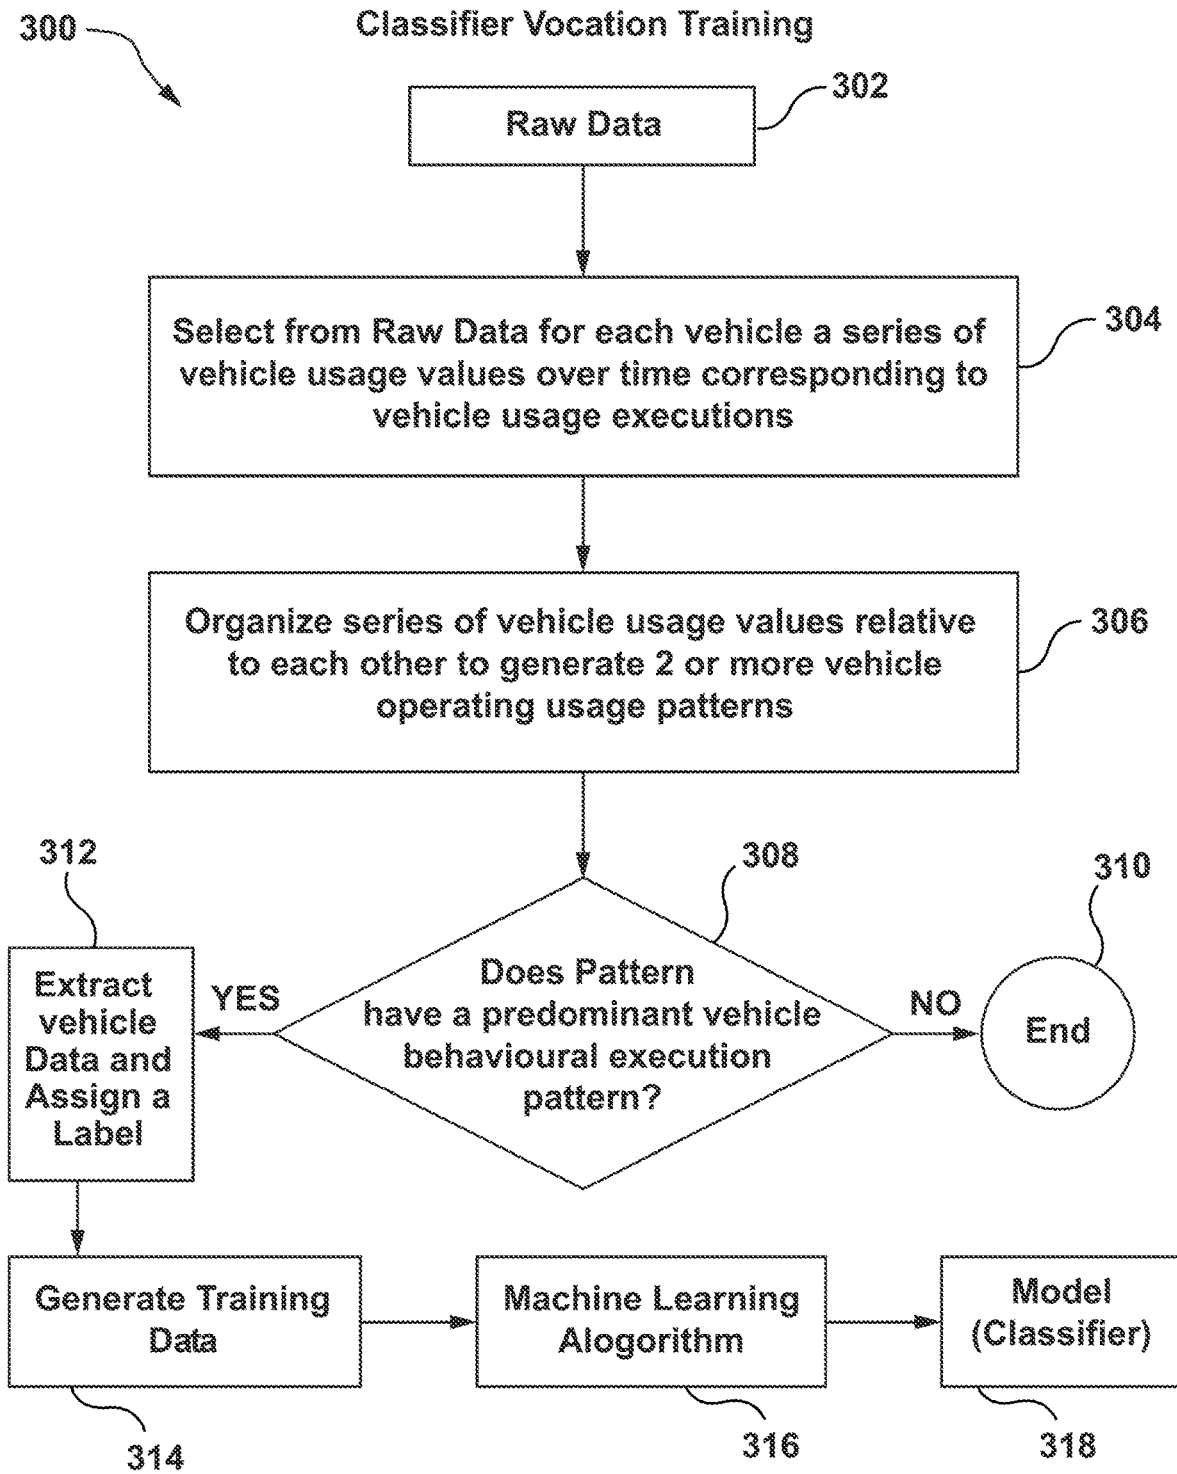 300
Classifier Vocation Training
302
Raw Data
304
Select from Raw Data for each vehicle a series of
vehicle usage values over time corresponding to
vehicle usage executions
306
Organize series of vehicle usage values relative
to each other to generate 2 or more vehicle
operating usage patterns
312
308
310
Extract
vehicle
Data and
Assign a
Label
YES
Does Pattern
have a predominant vehicle
behavioural execution
pattern?
NO
End
Generate Training
Data
Machine Learning
Alogorithm
Model
(Classifier)
314
316
318